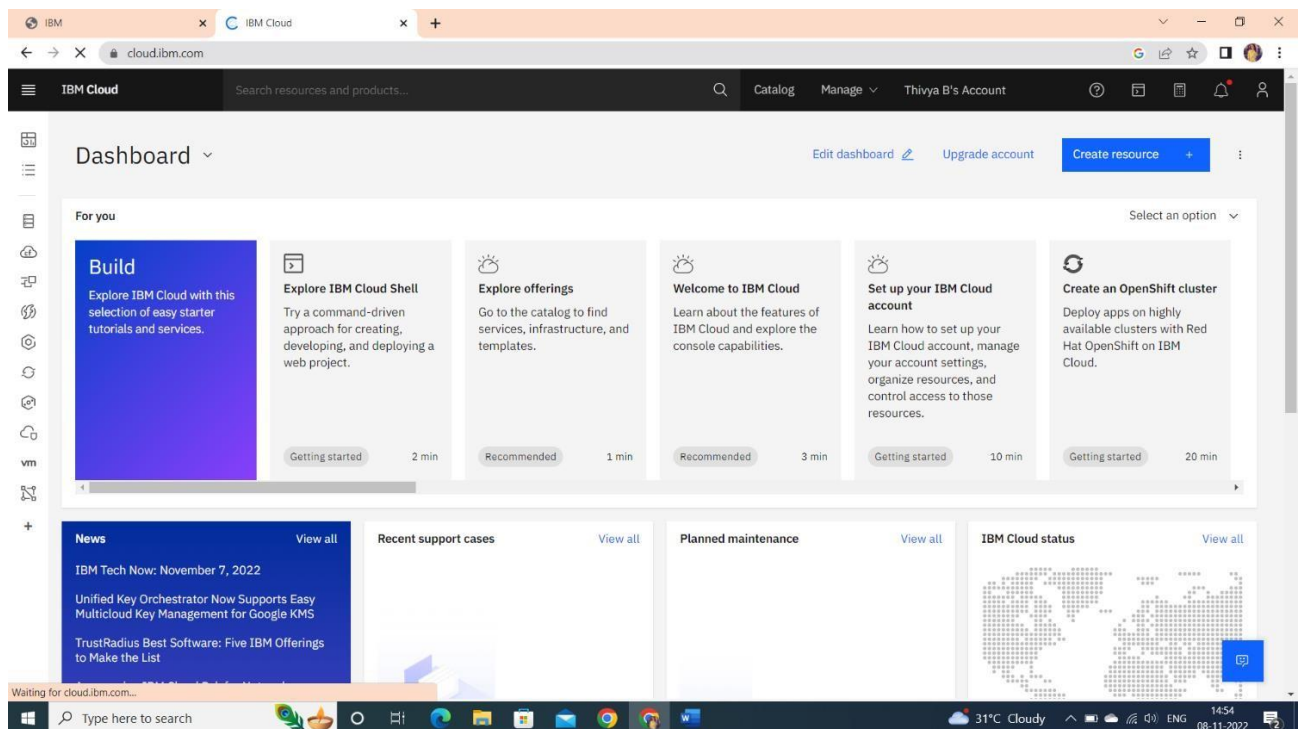 IBM
IBM Cloud
cloud.ibm.com
IBM Cloud
Search resources and products...
Catalog
Manage
Thivya B's Account
Dashboard
Edit dashboard
Upgrade account
Create resource +
For you
Select an option
Build
Explore IBM Cloud with this
selection of easy starter
tutorials and services.
Explore IBM Cloud Shell
Try a command-driven
approach for creating,
developing, and deploying a
web project.
Getting started
2 min
Explore offerings
Go to the catalog to find
services, infrastructure, and
templates.
Recommended
1 min
Welcome to IBM Cloud
Learn about the features of
IBM Cloud and explore the
console capabilities.
Recommended
3 min
Set up your IBM Cloud
account
Learn how to set up your
IBM Cloud account, manage
your account settings,
organize resources, and
control access to those
resources.
Getting started
10 min
Create an OpenShift cluster
Deploy apps on highly
available clusters with Red
Hat OpenShift on IBM
Cloud.
Getting started
20 min
vm
News
View all
IBM Tech Now: November 7, 2022
Unified Key Orchestrator Now Supports Easy
Multicloud Key Management for Google KMS
TrustRadius Best Software: Five IBM Offerings
to Make the List
Recent support cases
View all
Planned maintenance
View all
IBM Cloud status
View all
Waiting for cloud.ibm.com...
Type here to search
31°C Cloudy
ENG
14:54
08-11-2022